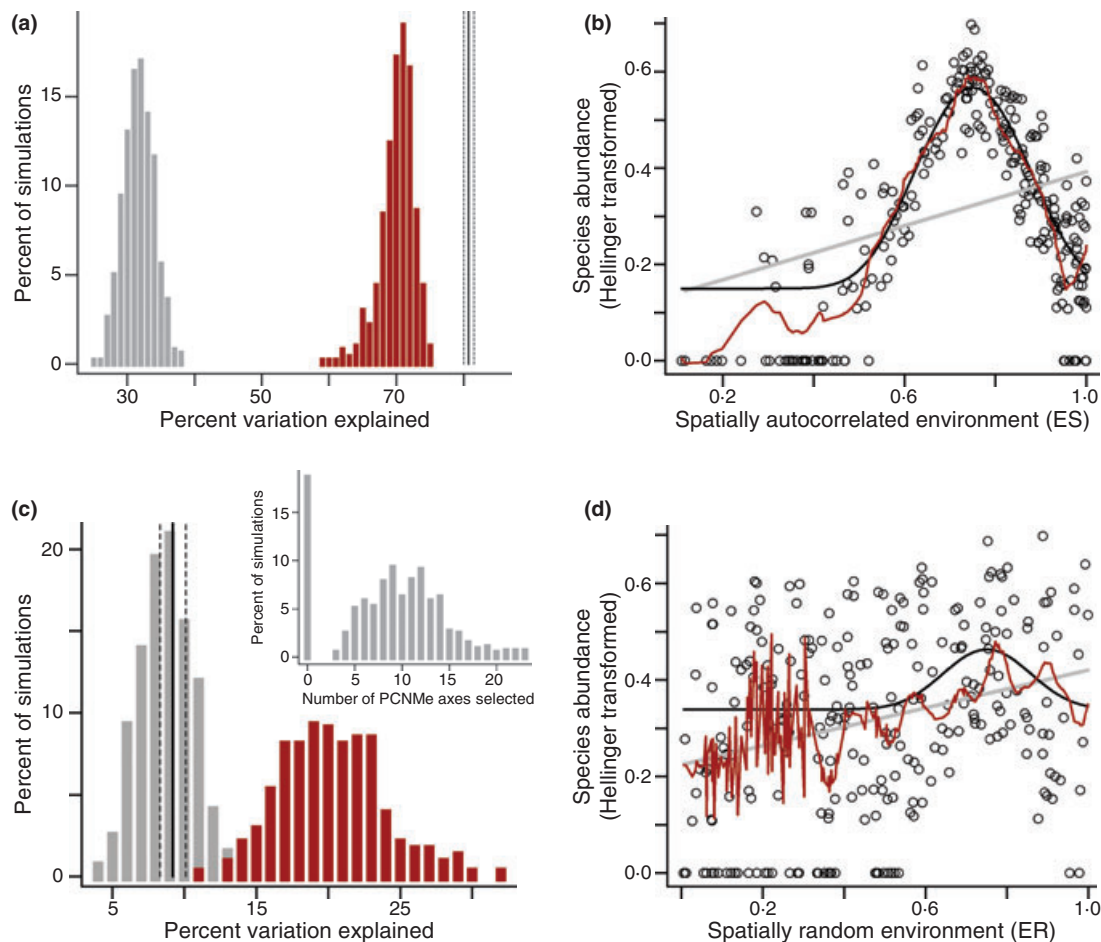 (a)
Percent of simulations
15
10
5
0
30
50
70
Percent variation explained
(b)
Species abundance
(Hellinger transformed)
0·6
0·4
0·2
0·0
0·2
0·6
1·0
Spatially autocorrelated environment (ES)
(c)
Percent of simulations
20
10
0
5
15
25
Percent variation explained
Percent of simulations
15
10
5
0
0
5
10
15
20
Number of PCNMe axes selected
(d)
Species abundance
(Hellinger transformed)
0·6
0·4
0·2
0·0
0·2
0·6
1·0
Spatially random environment (ER)